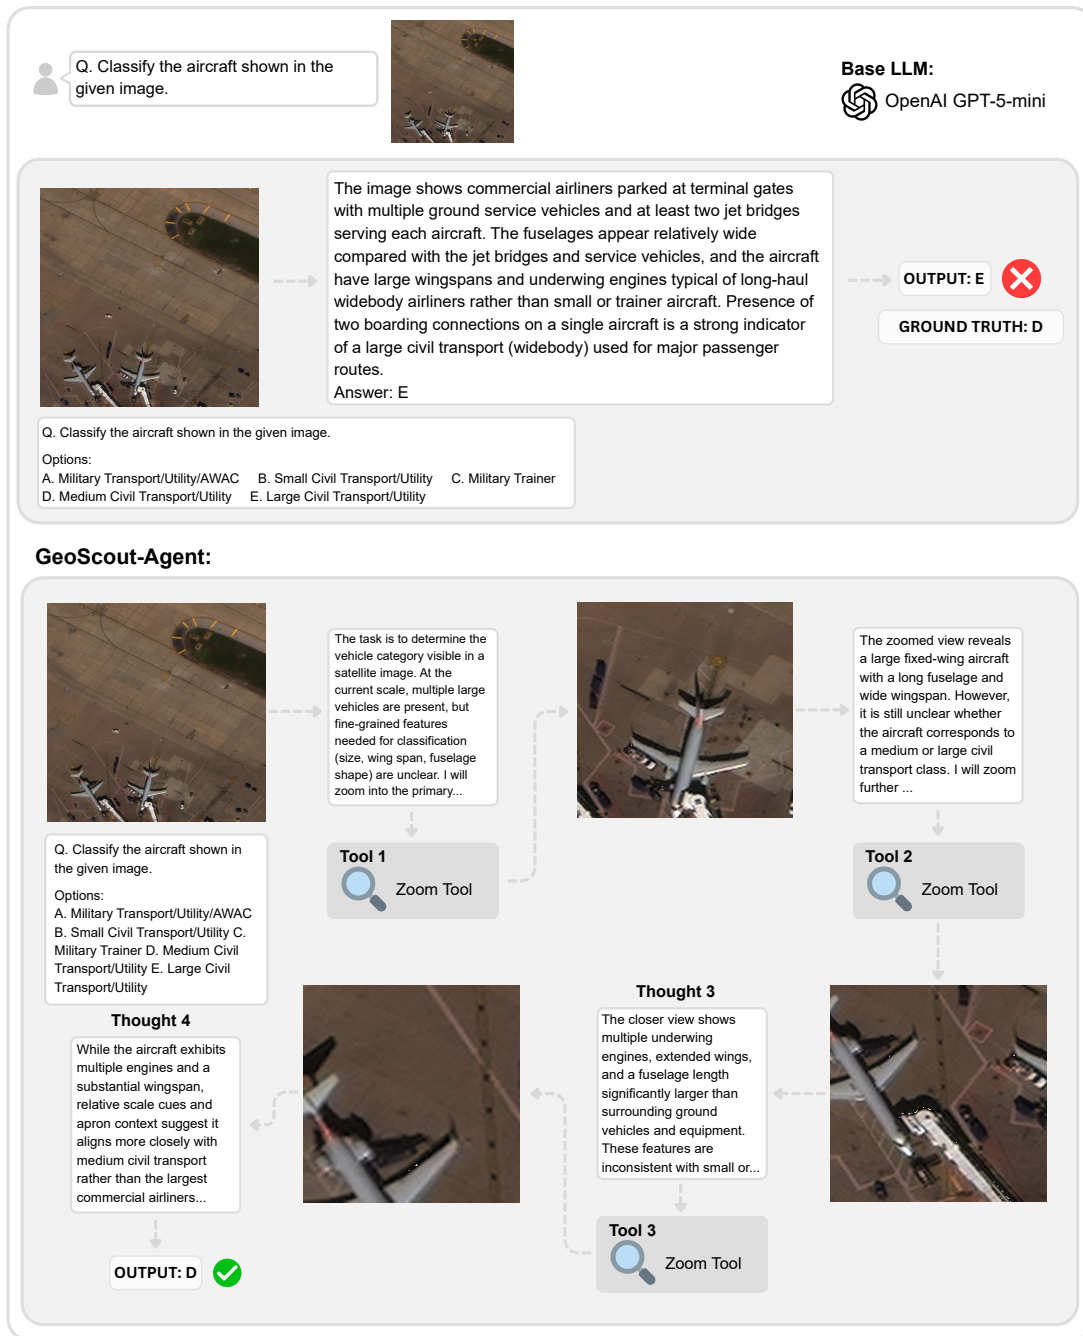 Q. Classify the aircraft shown in the
given image.
Base LLM:
OpenAI GPT-5-mini
The image shows commercial airliners parked at terminal gates
with multiple ground service vehicles and at least two jet bridges
serving each aircraft. The fuselages appear relatively wide
compared with the jet bridges and service vehicles, and the aircraft
have large wingspans and underwing engines typical of long-haul
widebody airliners rather than small or trainer aircraft. Presence of
two boarding connections on a single aircraft is a strong indicator
of a large civil transport (widebody) used for major passenger
routes.
Answer: E
OUTPUT: E
GROUND TRUTH: D
Q. Classify the aircraft shown in the given image.
Options:
A. Military Transport/Utility/AWAC B. Small Civil Transport/Utility C. Military Trainer
D. Medium Civil Transport/Utility E. Large Civil Transport/Utility
GeoScout-Agent:
Q. Classify the aircraft shown in
the given image.
Options:
A. Military Transport/Utility/AWAC
B. Small Civil Transport/Utility C.
Military Trainer D. Medium Civil
Transport/Utility E. Large Civil
Transport/Utility
The task is to determine the
vehicle category visible in a
satellite image. At the
current scale, multiple large
vehicles are present, but
fine-grained features
needed for classification
(size, wing span, fuselage
shape) are unclear. I will
zoom into the primary...
Tool 1
Zoom Tool
The zoomed view reveals
a large fixed-wing aircraft
with a long fuselage and
wide wingspan. However,
it is still unclear whether
the aircraft corresponds to
a medium or large civil
transport class. I will zoom
further ...
Tool 2
Zoom Tool
Thought 3
The closer view shows
multiple underwing
engines, extended wings,
and a fuselage length
significantly larger than
surrounding ground
vehicles and equipment.
These features are
inconsistent with small or...
Tool 3
Zoom Tool
Thought 4
While the aircraft exhibits
multiple engines and a
substantial wingspan,
relative scale cues and
apron context suggest it
aligns more closely with
medium civil transport
rather than the largest
commercial airliners...
OUTPUT: D